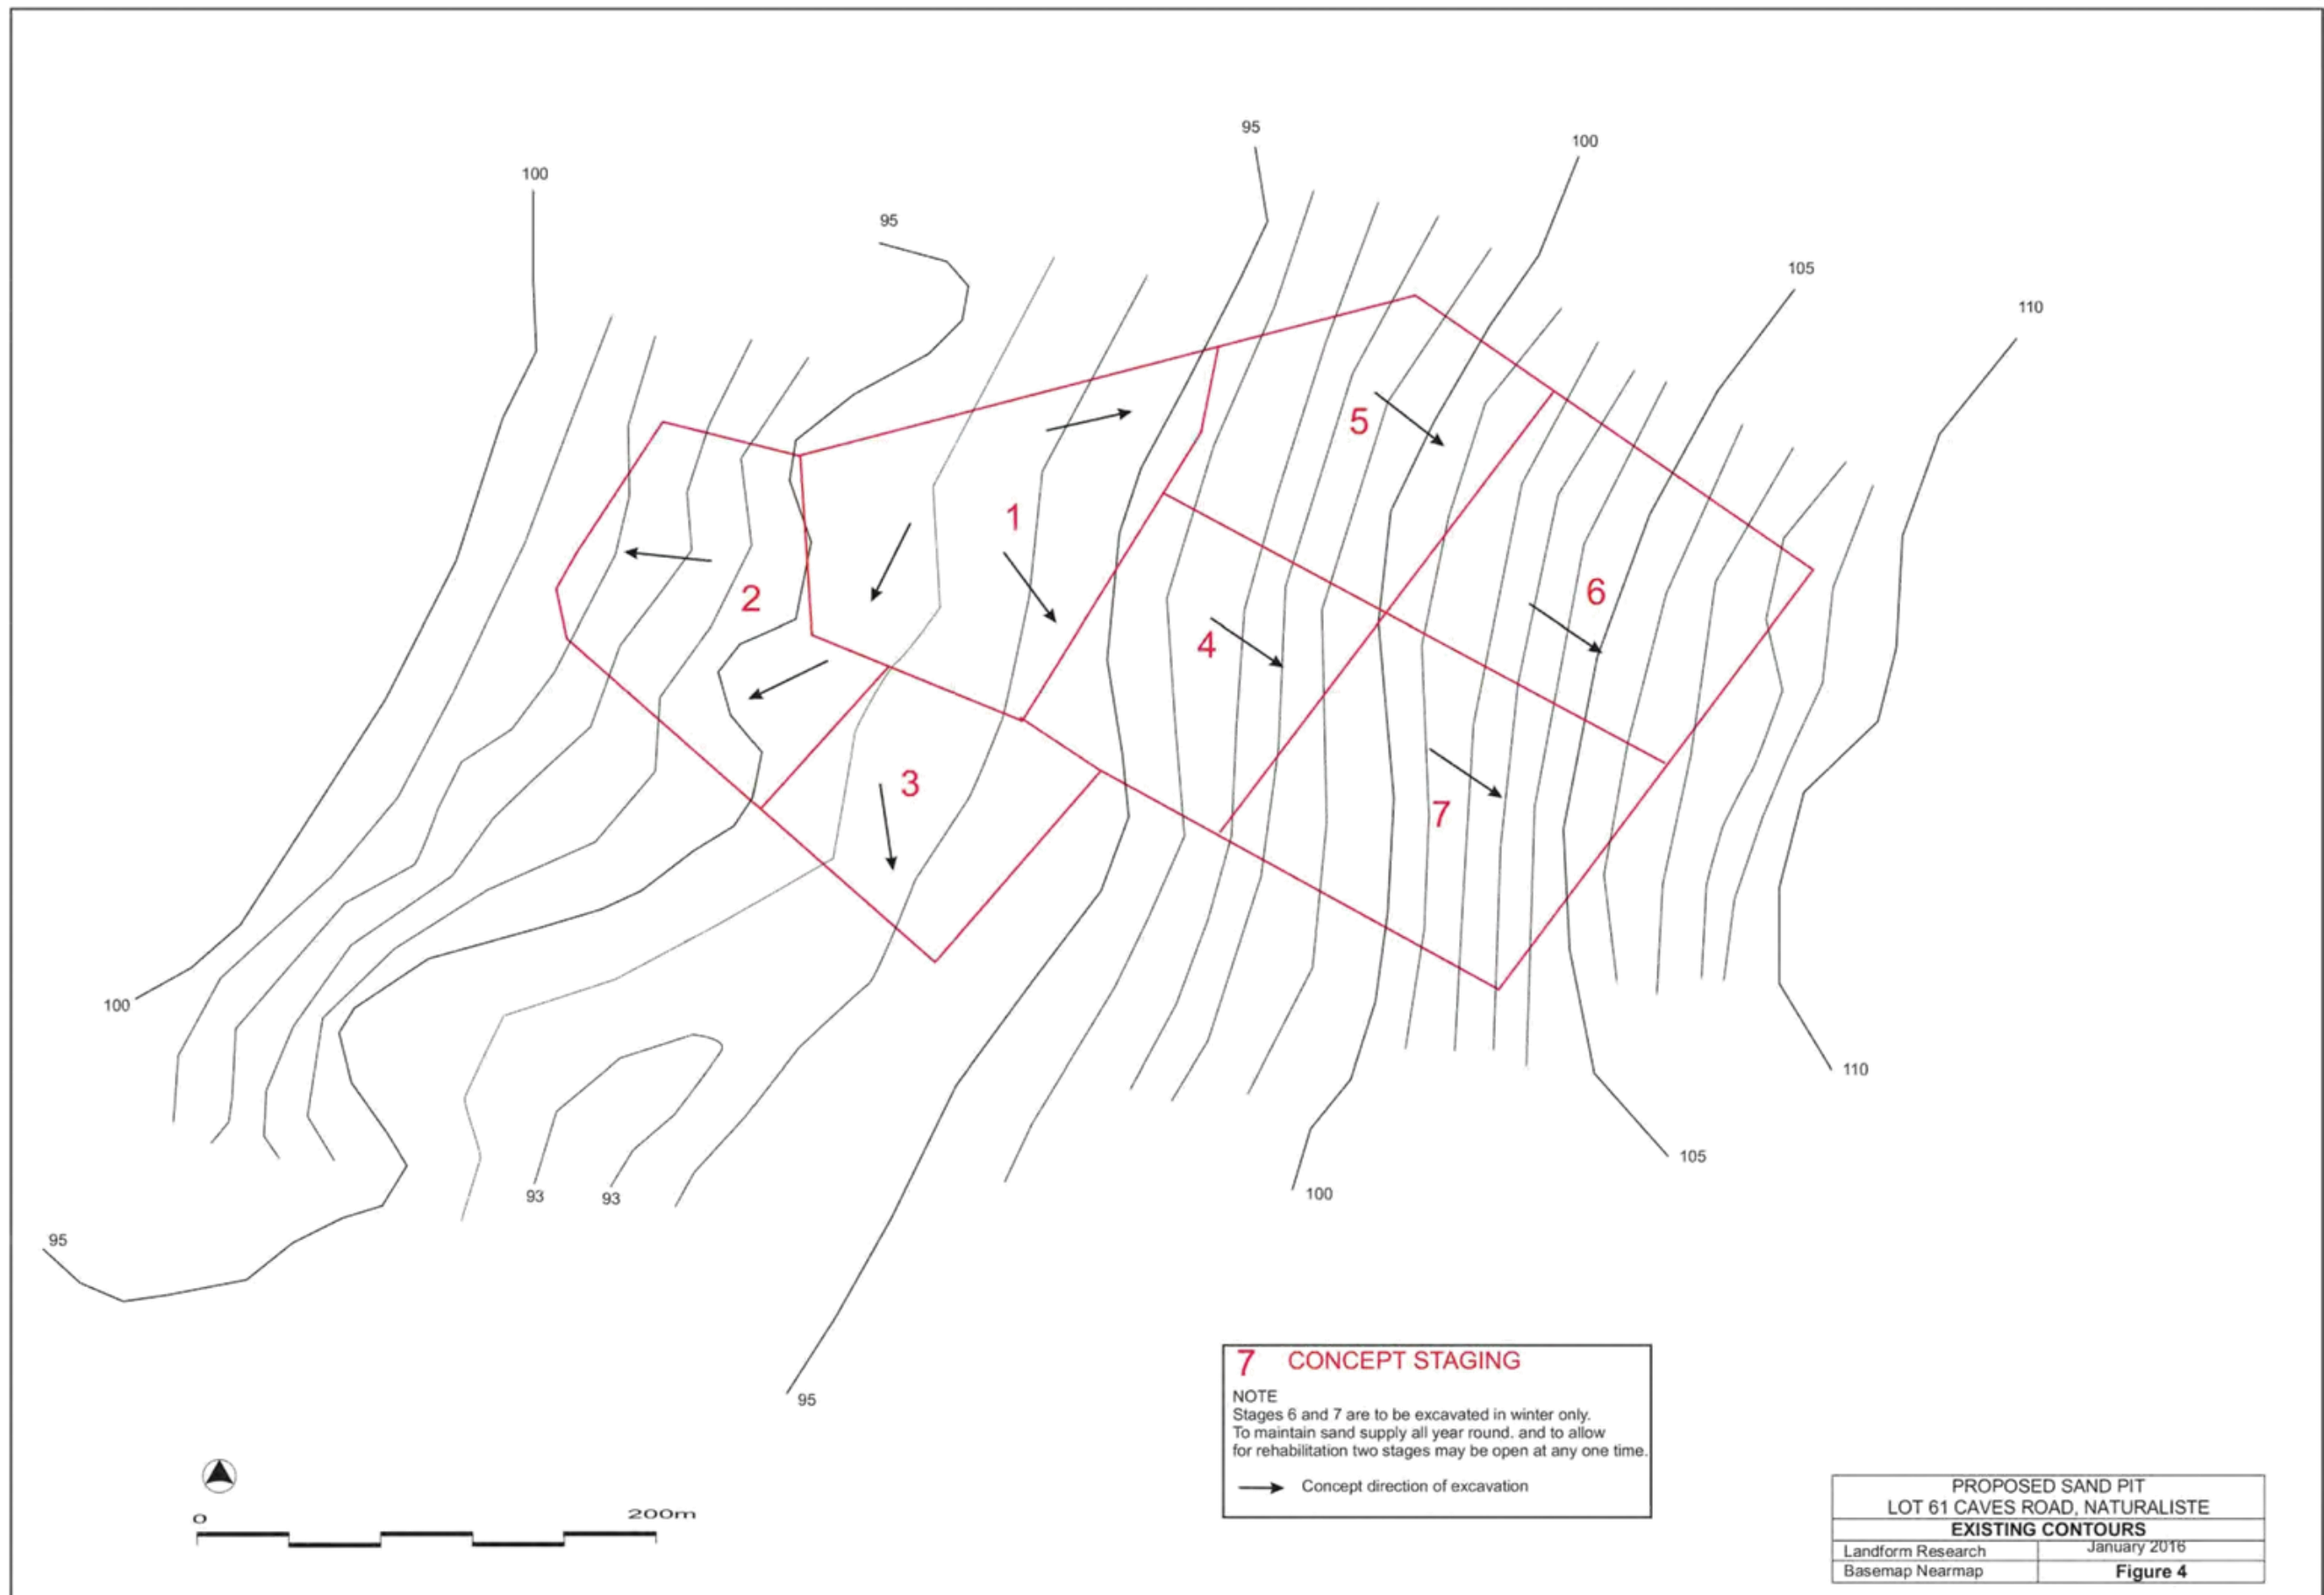 95
100
100
95
105
110
5
1
6
2
4
3
7
100
110
105
93
93
100
95
95
7 CONCEPT STAGING
NOTE
Stages 6 and 7 are to be excavated in winter only.
To maintain sand supply all year round. and to allow
for rehabilitation two stages may be open at any one time.
Concept direction of excavation
0 200m
PROPOSED SAND PIT
LOT 61 CAVES ROAD, NATURALISTE
EXISTING CONTOURS
Landform Research January 2016
Basemap Nearmap Figure 4